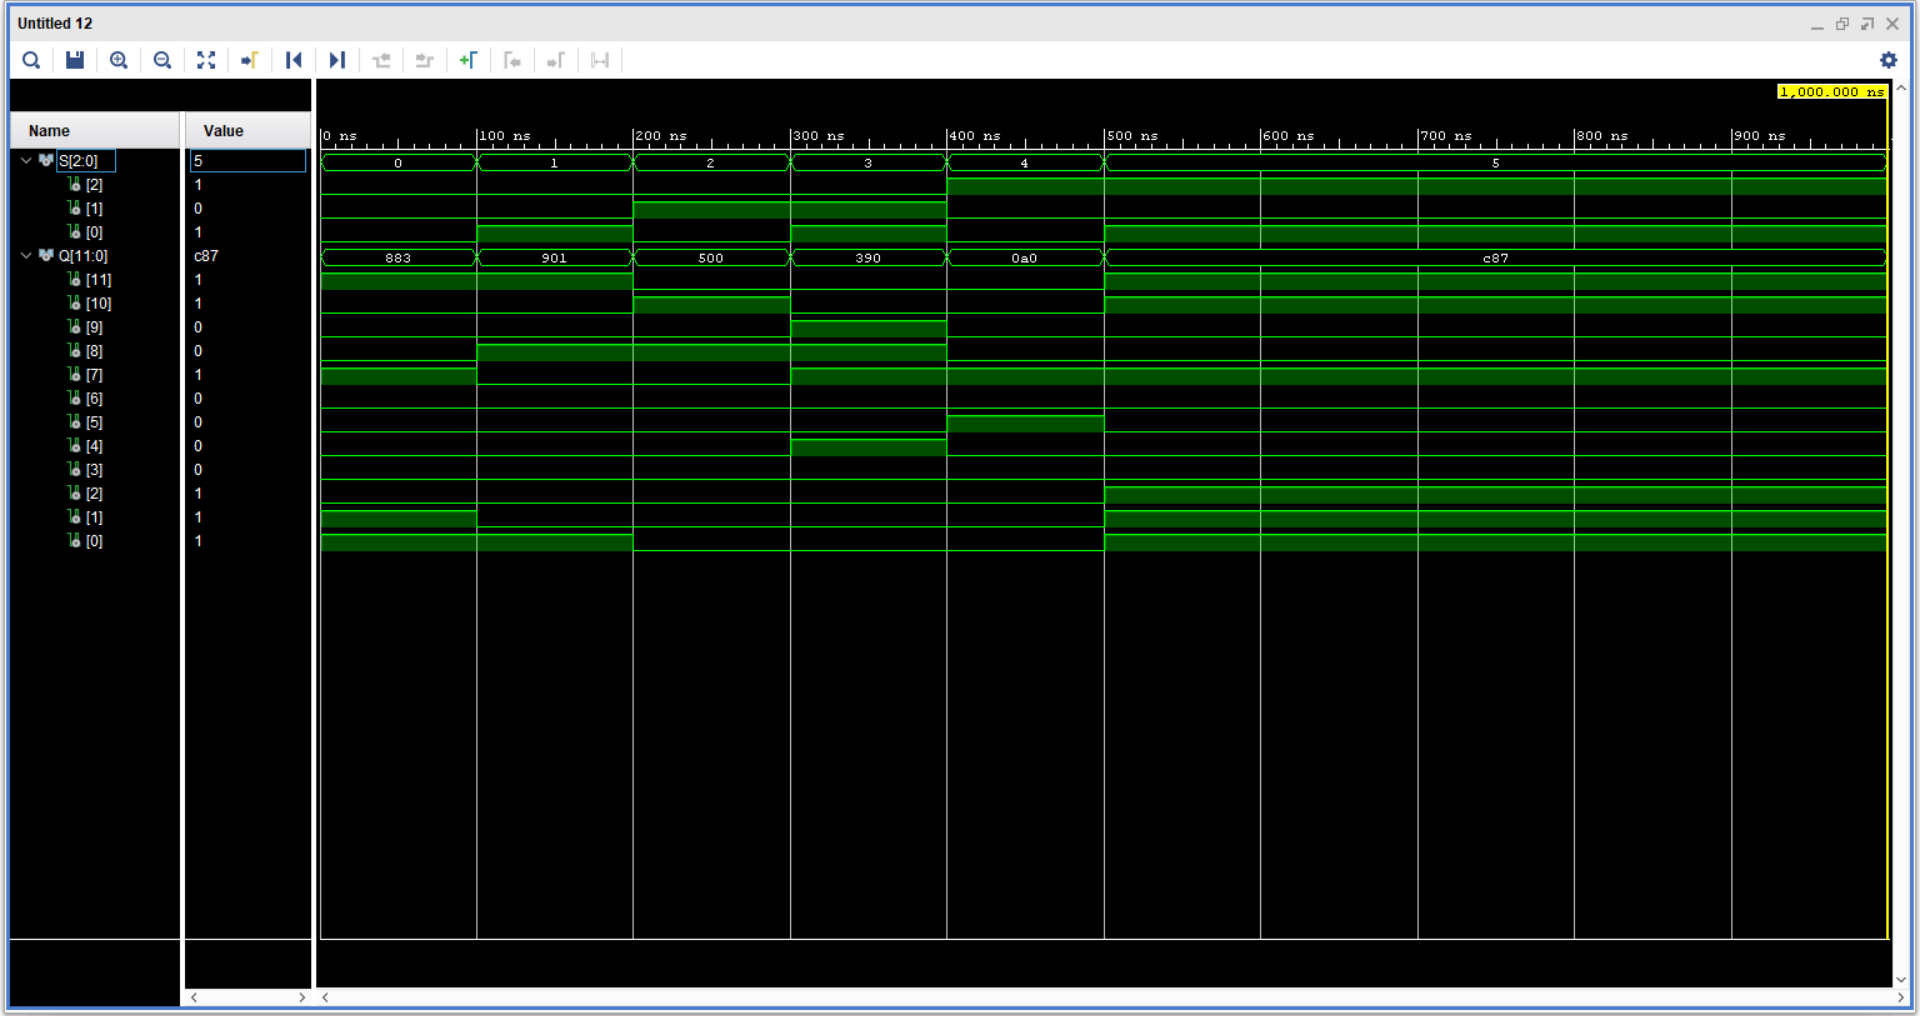 Untitled 12
1,000.000 ns
Name Value
0 ns 100 ns 200 ns 300 ns 400 ns 500 ns 600 ns 700 ns 800 ns 900 ns
S[2:0] 5 0 1 2 3 4 5
[2] 1
[1] 0
[0] 1
Q[11:0] c87 883 901 500 390 0a0 c87
[11] 1
[10] 1
[9] 0
[8] 0
[7] 1
[6] 0
[5] 0
[4] 0
[3] 0
[2] 1
[1] 1
[0] 1